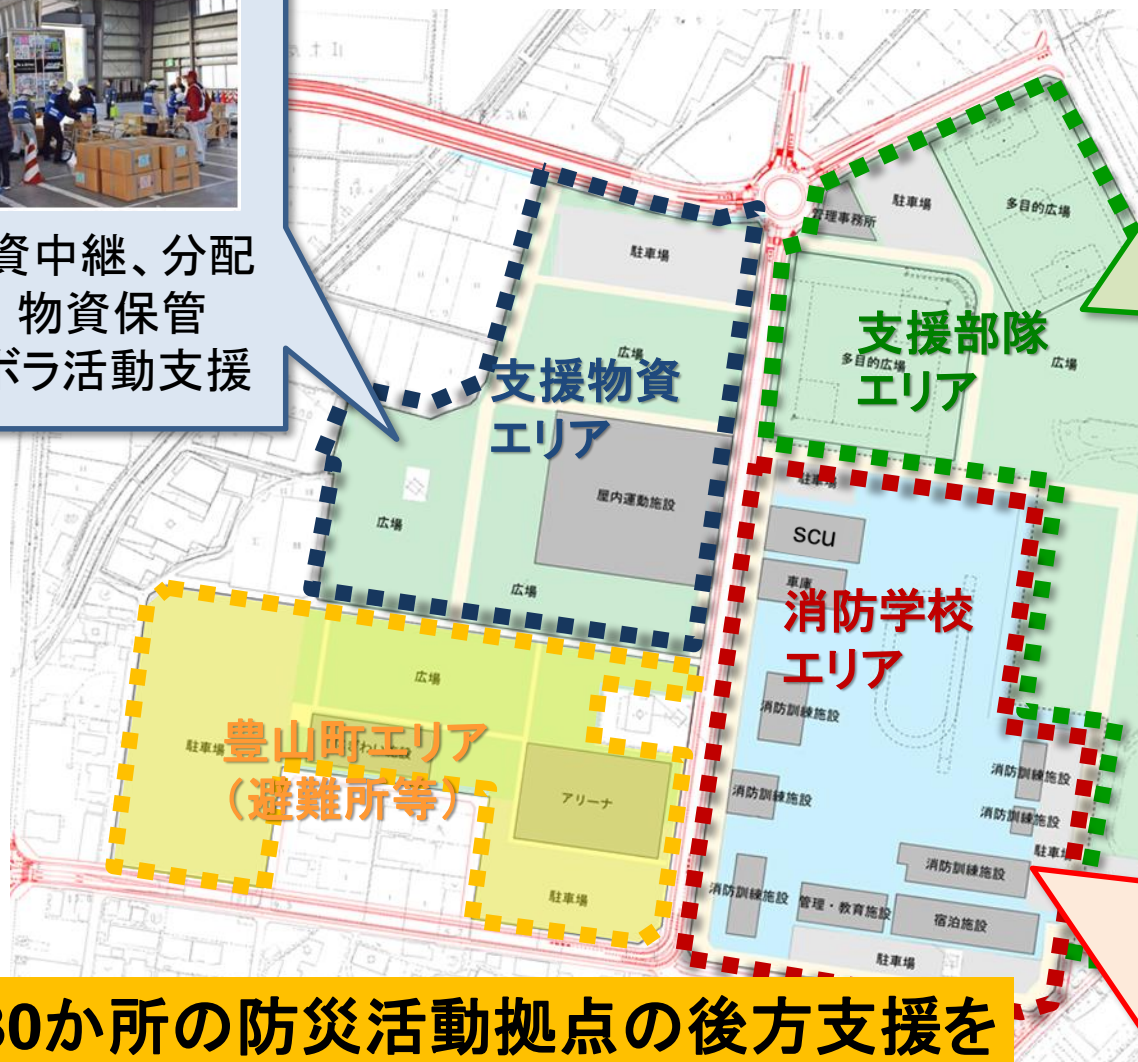 資中継、分配
物資保管
ボラ活動支援
駐車場
広場
支援物資
エリア
屋内運動施設
広場
広場
管理事務所
駐車場
多目的広場
支援部隊
エリア
多目的広場
広場
駐車場
scu
車庫
消防学校
エリア
消防訓練施設
消防訓練施設
消防訓練施設
消防訓練施設
駐車場
消防訓練施設
消防訓練施設
管理・教育施設
宿泊施設
駐車場
広場
駐車場
豊山町エリア
（避難所等）
アリーナ
駐車場
30か所の防災活動拠点の後方支援を